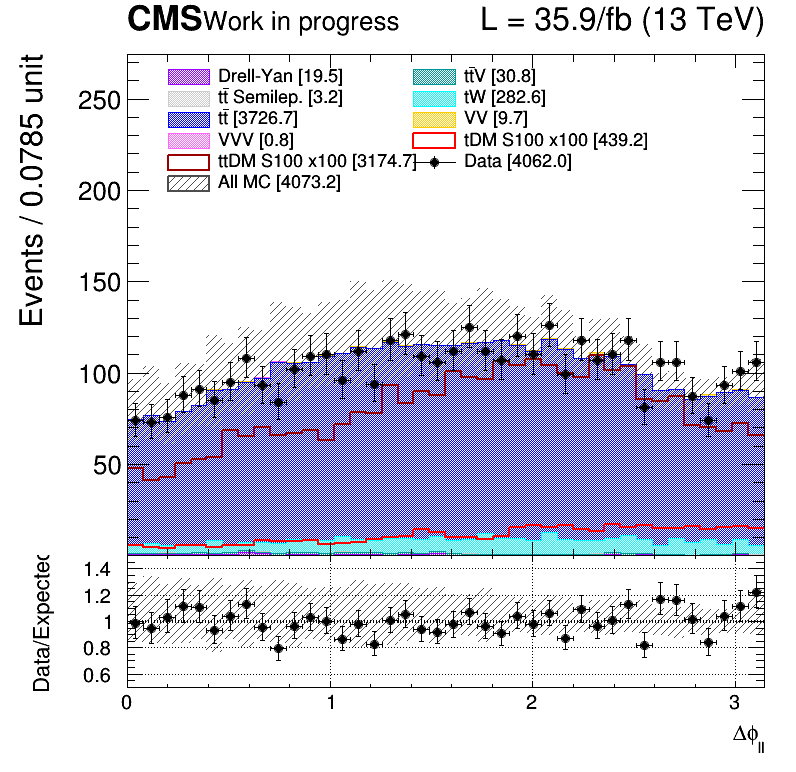 CMS Work in progress L = 35.9/fb (13 TeV)
Events / 0.0785 unit
250
200
150
100
50
Drell-Yan [19.5]
tt̄V [30.8]
tt̄ Semilep. [3.2]
tW [282.6]
tt̄ [3726.7]
VV [9.7]
VVV [0.8]
tDM S100 x100 [439.2]
ttDM S100 x100 [3174.7]
Data [4062.0]
All MC [4073.2]
Data/Expected
1.4
1.2
1
0.8
0.6
0 1 2 3
Δϕ_ll